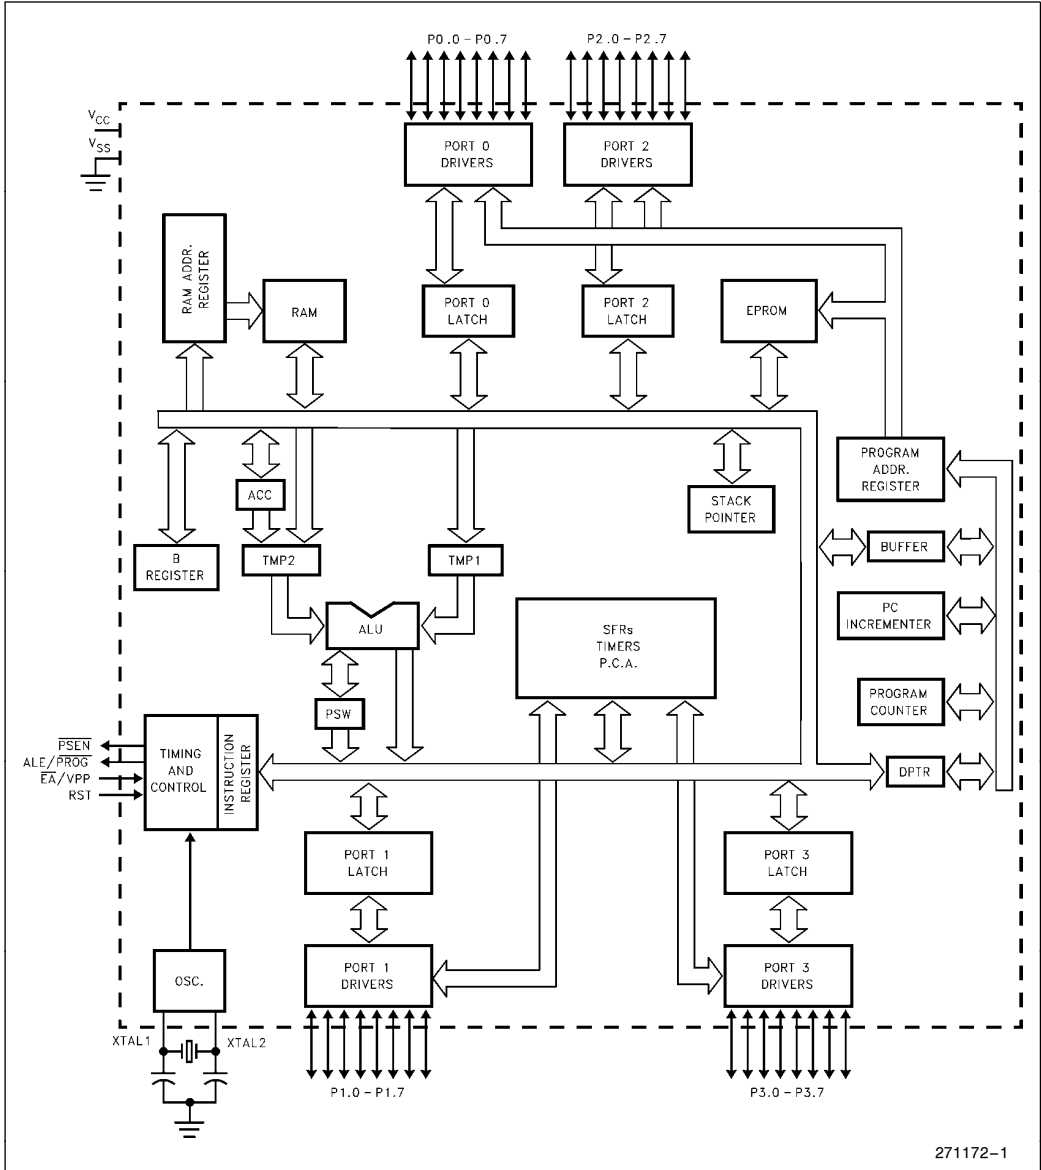 P0.0 – P0.7
P2.0 – P2.7
VCC
VSS
PORT 0
DRIVERS
PORT 2
DRIVERS
RAM ADDR.
REGISTER
RAM
PORT 0
LATCH
PORT 2
LATCH
EPROM
PROGRAM
ADDR.
REGISTER
ACC
STACK
POINTER
B
REGISTER
TMP2
TMP1
BUFFER
ALU
SFRs
TIMERS
P.C.A.
PC
INCREMENTER
PSW
PROGRAM
COUNTER
PSEN
ALE/PROG
EA/VPP
RST
TIMING
AND
CONTROL
INSTRUCTION
REGISTER
DPTR
PORT 1
LATCH
PORT 3
LATCH
OSC.
PORT 1
DRIVERS
PORT 3
DRIVERS
XTAL1
XTAL2
P1.0 – P1.7
P3.0 – P3.7
271172–1